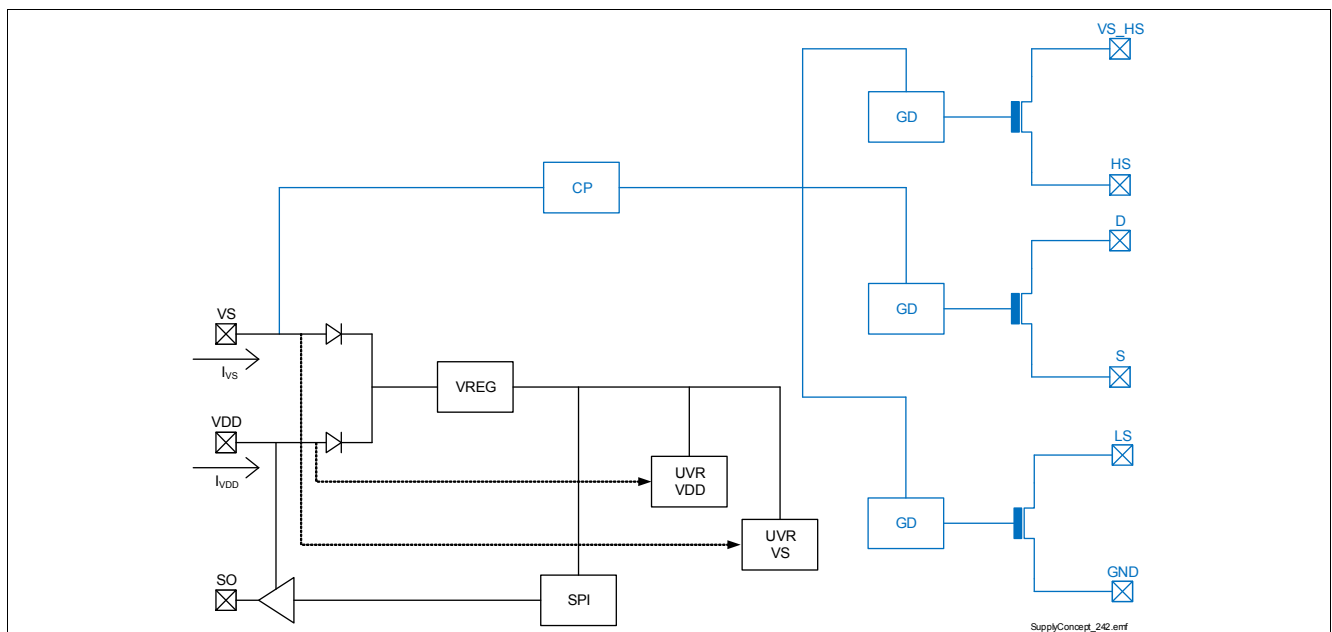 VS_HS
GD
HS
CP
D
GD
VS
S
IVS
VREG
VDD
LS
IVDD
UVR
VDD
GD
UVR
VS
SO
SPI
GND
SupplyConcept_242.emf